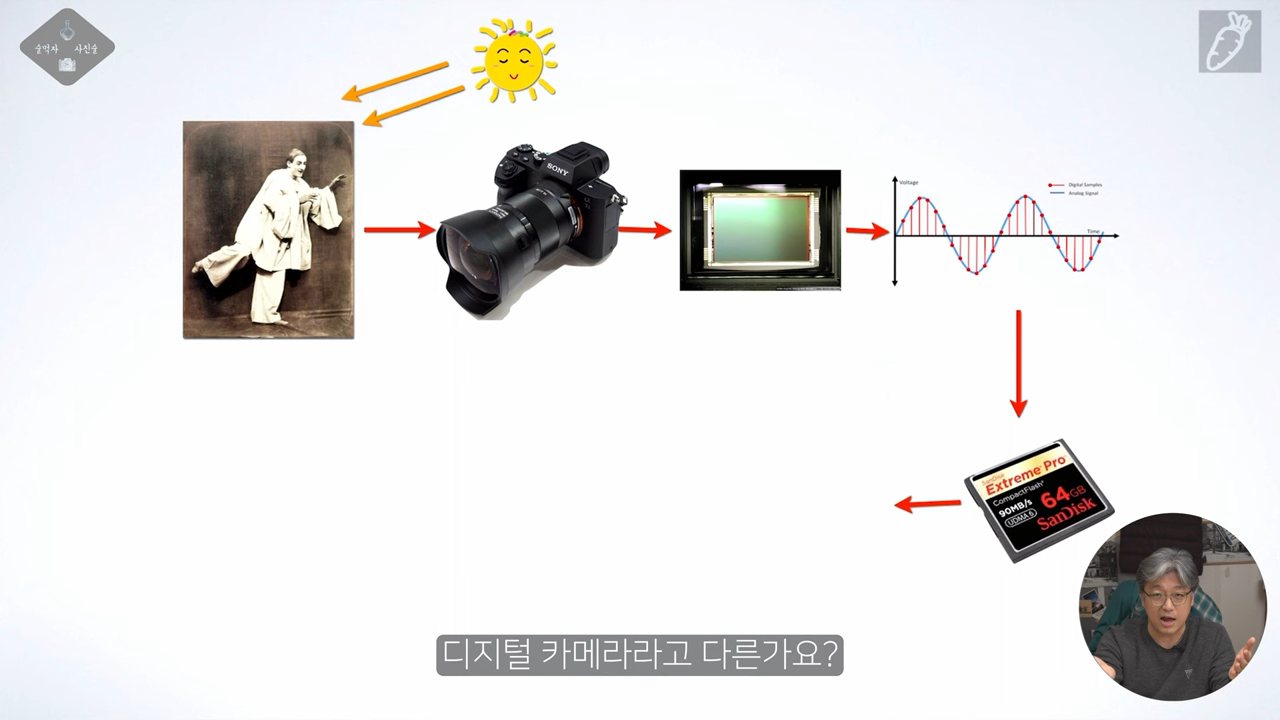 술먹사 사진술
SONY
Voltage
Digital Samples
Analog Signal
Time
SanDisk
Extreme Pro
CompactFlash
64GB
90MB/s
UDMA 6
SanDisk
디지털 카메라라고 다른가요?